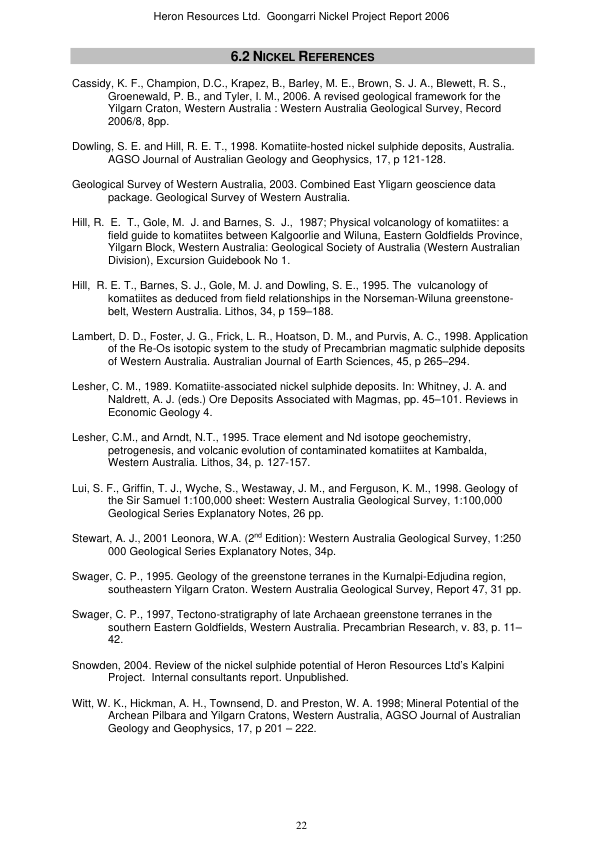 Heron Resources Ltd.  Goongarri Nickel Project Report 2006
6.2 NICKEL REFERENCES
Cassidy, K. F., Champion, D.C., Krapez, B., Barley, M. E., Brown, S. J. A., Blewett, R. S.,
Groenewald, P. B., and Tyler, I. M., 2006. A revised geological framework for the
Yilgarn Craton, Western Australia : Western Australia Geological Survey, Record
2006/8, 8pp.
Dowling, S. E. and Hill, R. E. T., 1998. Komatiite-hosted nickel sulphide deposits, Australia.
AGSO Journal of Australian Geology and Geophysics, 17, p 121-128.
Geological Survey of Western Australia, 2003. Combined East Yligarn geoscience data
package. Geological Survey of Western Australia.
Hill, R.  E.  T., Gole, M.  J. and Barnes, S.  J.,  1987; Physical volcanology of komatiites: a
field guide to komatiites between Kalgoorlie and Wiluna, Eastern Goldfields Province,
Yilgarn Block, Western Australia: Geological Society of Australia (Western Australian
Division), Excursion Guidebook No 1.
Hill,  R. E. T., Barnes, S. J., Gole, M. J. and Dowling, S. E., 1995. The  vulcanology of
komatiites as deduced from field relationships in the Norseman-Wiluna greenstone-
belt, Western Australia. Lithos, 34, p 159–188.
Lambert, D. D., Foster, J. G., Frick, L. R., Hoatson, D. M., and Purvis, A. C., 1998. Application
of the Re-Os isotopic system to the study of Precambrian magmatic sulphide deposits
of Western Australia. Australian Journal of Earth Sciences, 45, p 265–294.
Lesher, C. M., 1989. Komatiite-associated nickel sulphide deposits. In: Whitney, J. A. and
Naldrett, A. J. (eds.) Ore Deposits Associated with Magmas, pp. 45–101. Reviews in
Economic Geology 4.
Lesher, C.M., and Arndt, N.T., 1995. Trace element and Nd isotope geochemistry,
petrogenesis, and volcanic evolution of contaminated komatiites at Kambalda,
Western Australia. Lithos, 34, p. 127-157.
Lui, S. F., Griffin, T. J., Wyche, S., Westaway, J. M., and Ferguson, K. M., 1998. Geology of
the Sir Samuel 1:100,000 sheet: Western Australia Geological Survey, 1:100,000
Geological Series Explanatory Notes, 26 pp.
Stewart, A. J., 2001 Leonora, W.A. (2nd Edition): Western Australia Geological Survey, 1:250
000 Geological Series Explanatory Notes, 34p.
Swager, C. P., 1995. Geology of the greenstone terranes in the Kurnalpi-Edjudina region,
southeastern Yilgarn Craton. Western Australia Geological Survey, Report 47, 31 pp.
Swager, C. P., 1997, Tectono-stratigraphy of late Archaean greenstone terranes in the
southern Eastern Goldfields, Western Australia. Precambrian Research, v. 83, p. 11–
42.
Snowden, 2004. Review of the nickel sulphide potential of Heron Resources Ltd's Kalpini
Project.  Internal consultants report. Unpublished.
Witt, W. K., Hickman, A. H., Townsend, D. and Preston, W. A. 1998; Mineral Potential of the
Archean Pilbara and Yilgarn Cratons, Western Australia, AGSO Journal of Australian
Geology and Geophysics, 17, p 201 – 222.
22